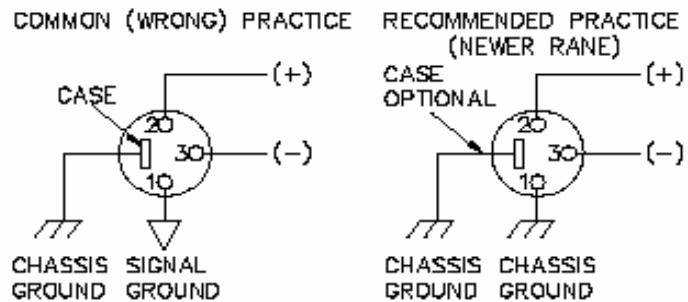 COMMON (WRONG) PRACTICE
CASE
(+)
2
3
(-)
1
CHASSIS SIGNAL
GROUND GROUND
RECOMMENDED PRACTICE
(NEWER RANE)
CASE
OPTIONAL
(+)
2
3
(-)
1
CHASSIS CHASSIS
GROUND GROUND